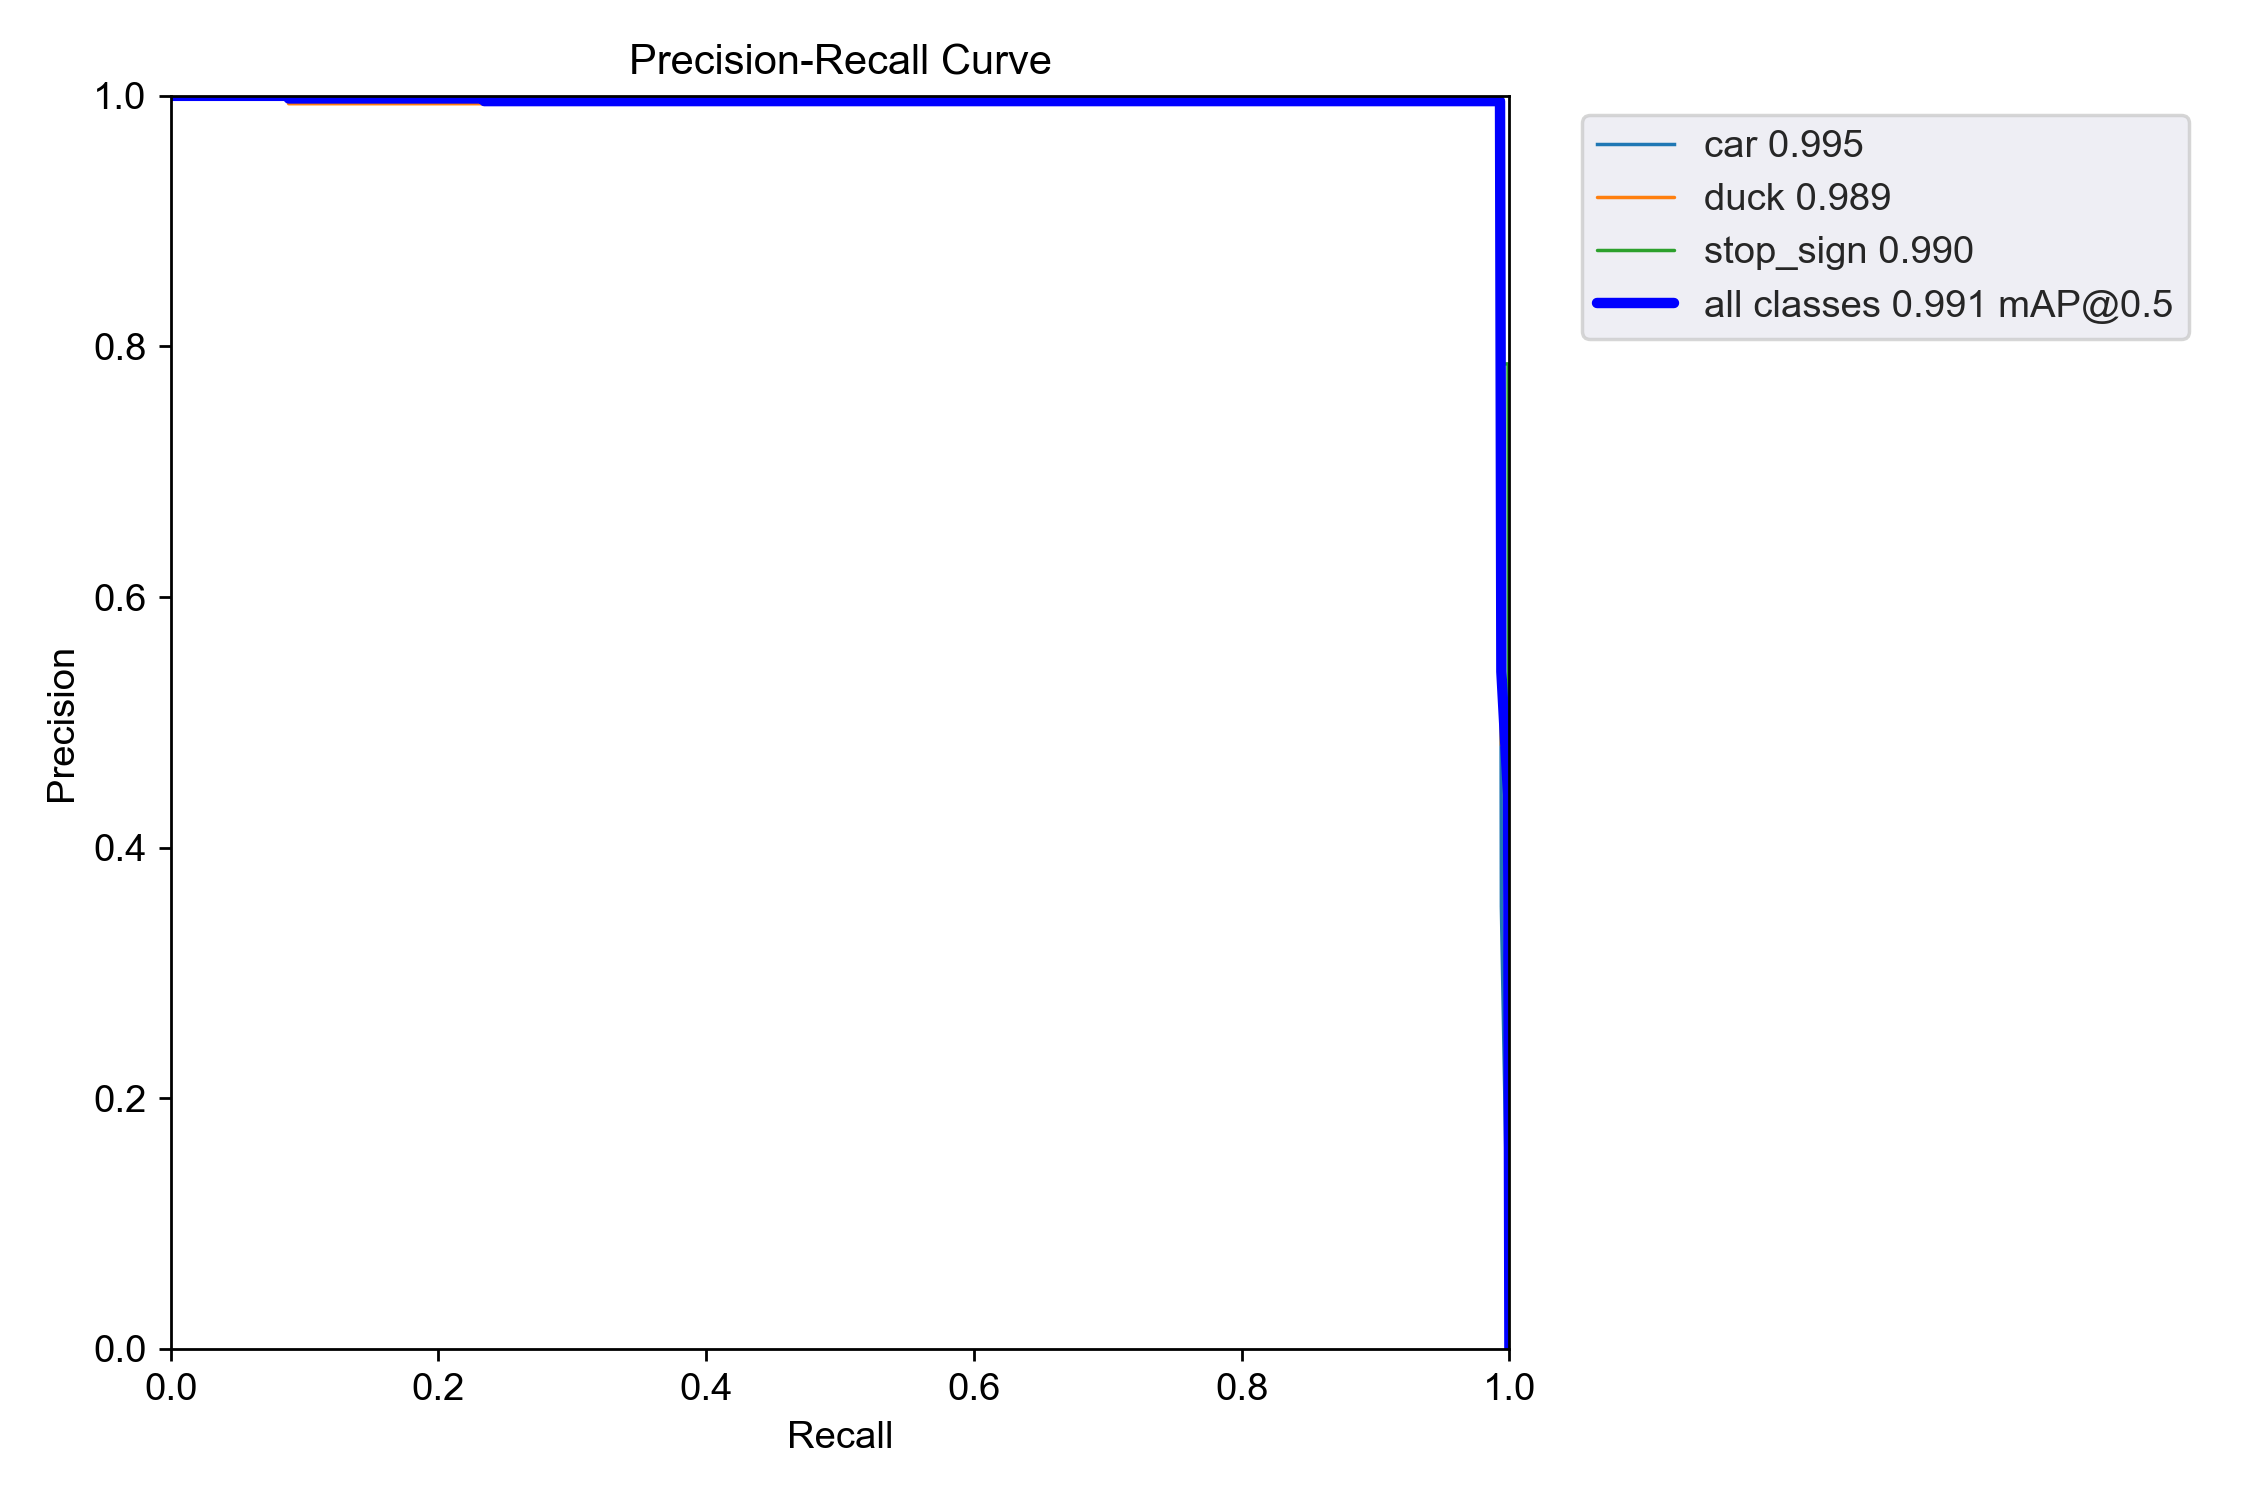 Precision-Recall Curve
car 0.995
duck 0.989
stop_sign 0.990
all classes 0.991 mAP@0.5
Precision
1.0
0.8
0.6
0.4
0.2
0.0
0.0 0.2 0.4 0.6 0.8 1.0
Recall